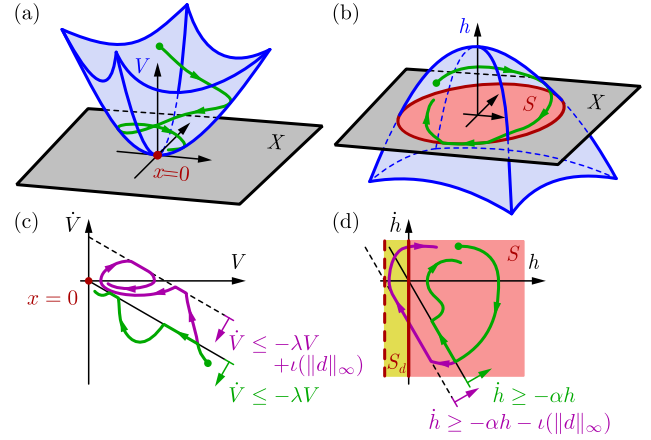 (a)
V
X
x=0
(b)
h
S
X
(c)
V̇
V
x = 0
V̇ ≤ −λV
+ι(‖d‖∞)
V̇ ≤ −λV
(d)
ḣ
S
h
S_d
ḣ ≥ −αh
ḣ ≥ −αh − ι(‖d‖∞)